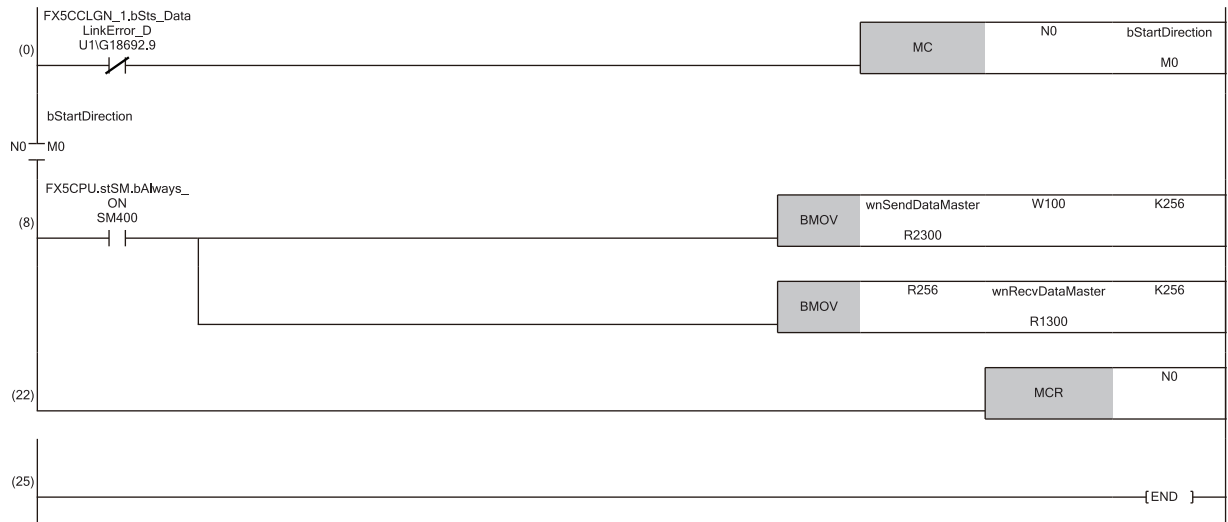 FX5CCLGN_1.bSts_Data
LinkError_D
U1\G18692.9
(0)
MC
N0
bStartDirection
M0
bStartDirection
N0
M0
FX5CPU.stSM.bAlways_
ON
SM400
(8)
BMOV
wnSendDataMaster
R2300
W100
K256
BMOV
R256
wnRecvDataMaster
R1300
K256
(22)
MCR
N0
(25)
[END ]